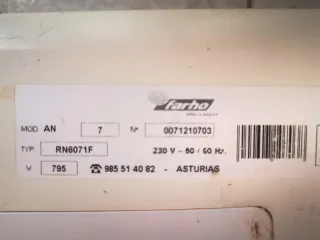 farho
MOD. AN 7 Nº 0071210703
TYP RN6071F 230 V - 50 / 60 Hz.
W 795 ☎ 985 51 40 82 - ASTURIAS